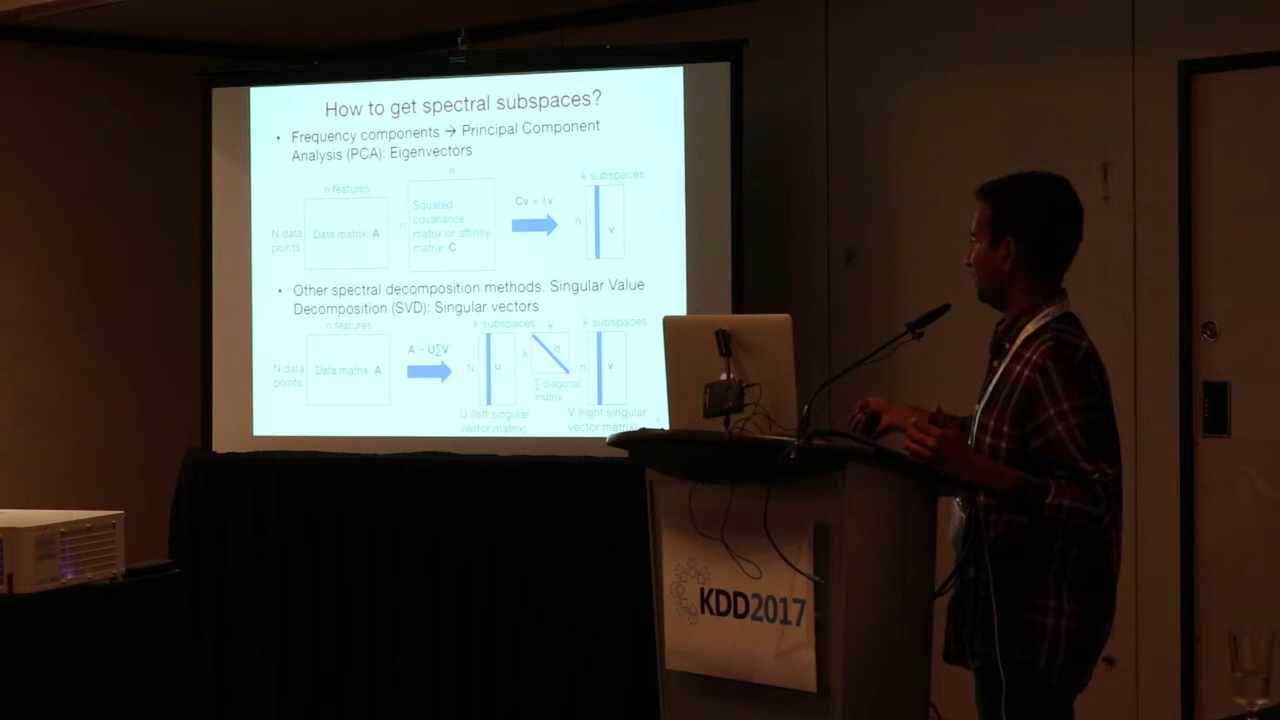 How to get spectral subspaces?
• Frequency components → Principal Component
Analysis (PCA): Eigenvectors
n features
N data
points
Data matrix: A
n
n
Squared
covariance
matrix or affinity
matrix: C
Cv = λv
k subspaces
n
v
• Other spectral decomposition methods. Singular Value
Decomposition (SVD): Singular vectors
n features
N data
points
Data matrix: A
A ~ U∑Vᵀ
k subspaces
N
u
k
k
σ
∑ diagonal
matrix
k subspaces
n
v
U (left singular
vector matrix)
V (right singular
vector matrix)
KDD2017